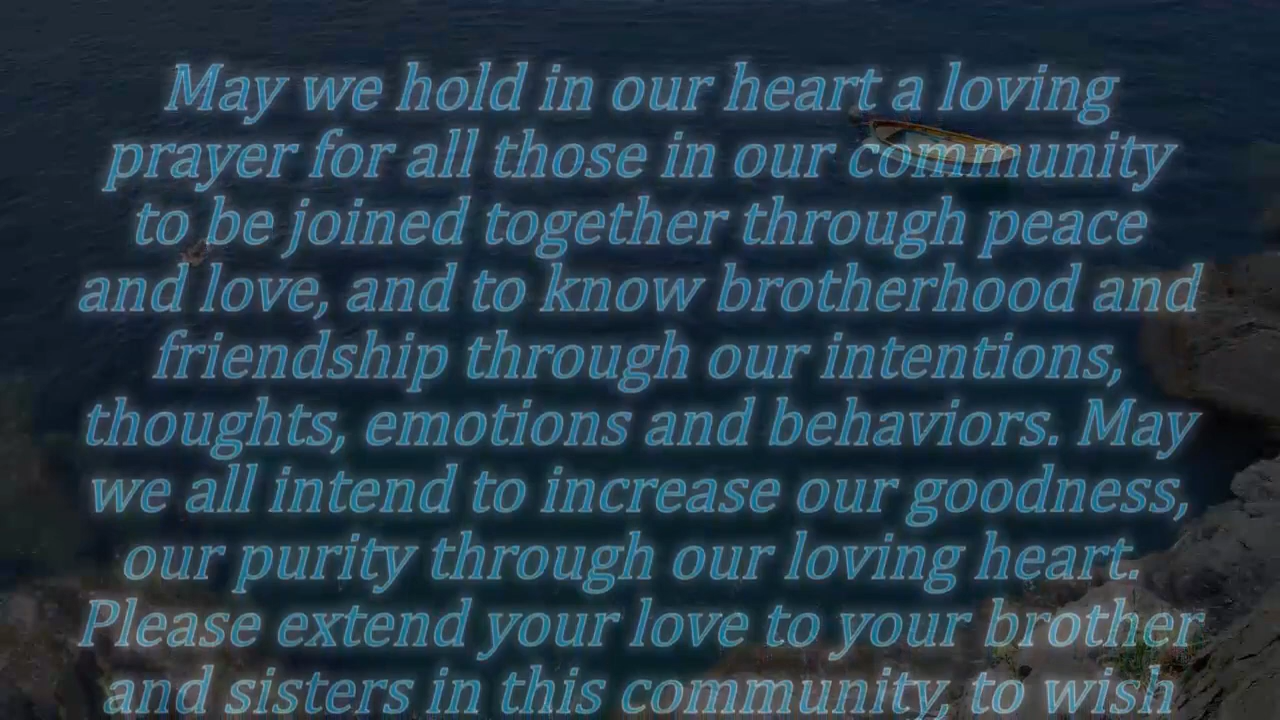 May we hold in our heart a loving
prayer for all those in our community
to be joined together through peace
and love, and to know brotherhood and
friendship through our intentions,
thoughts, emotions and behaviors. May
we all intend to increase our goodness,
our purity through our loving heart.
Please extend your love to your brother
and sisters in this community, to wish